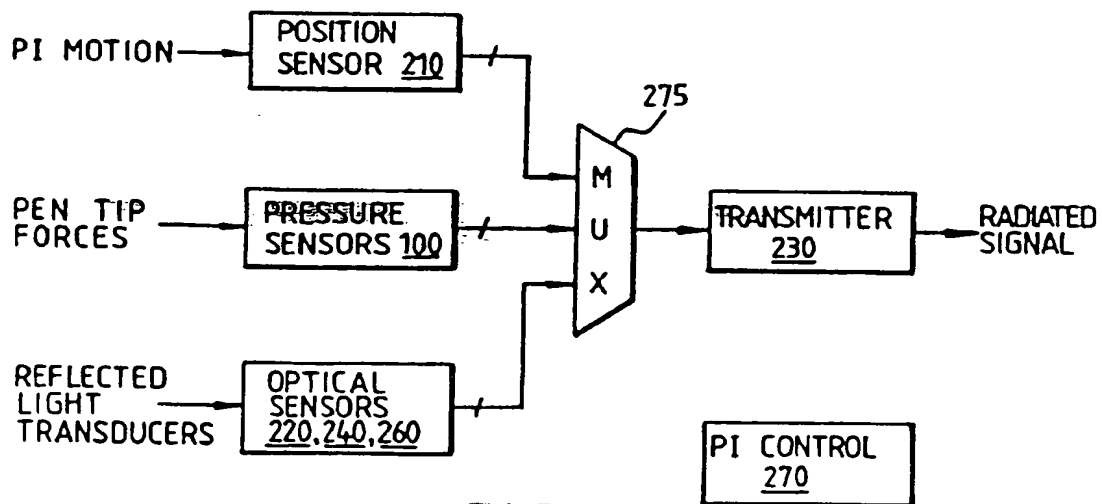 PI MOTION
POSITION
SENSOR 210
275
PEN TIP
FORCES
PRESSURE
SENSORS 100
M
U
X
TRANSMITTER
230
RADIATED
SIGNAL
REFLECTED
LIGHT
TRANSDUCERS
OPTICAL
SENSORS
220, 240, 260
PI CONTROL
270